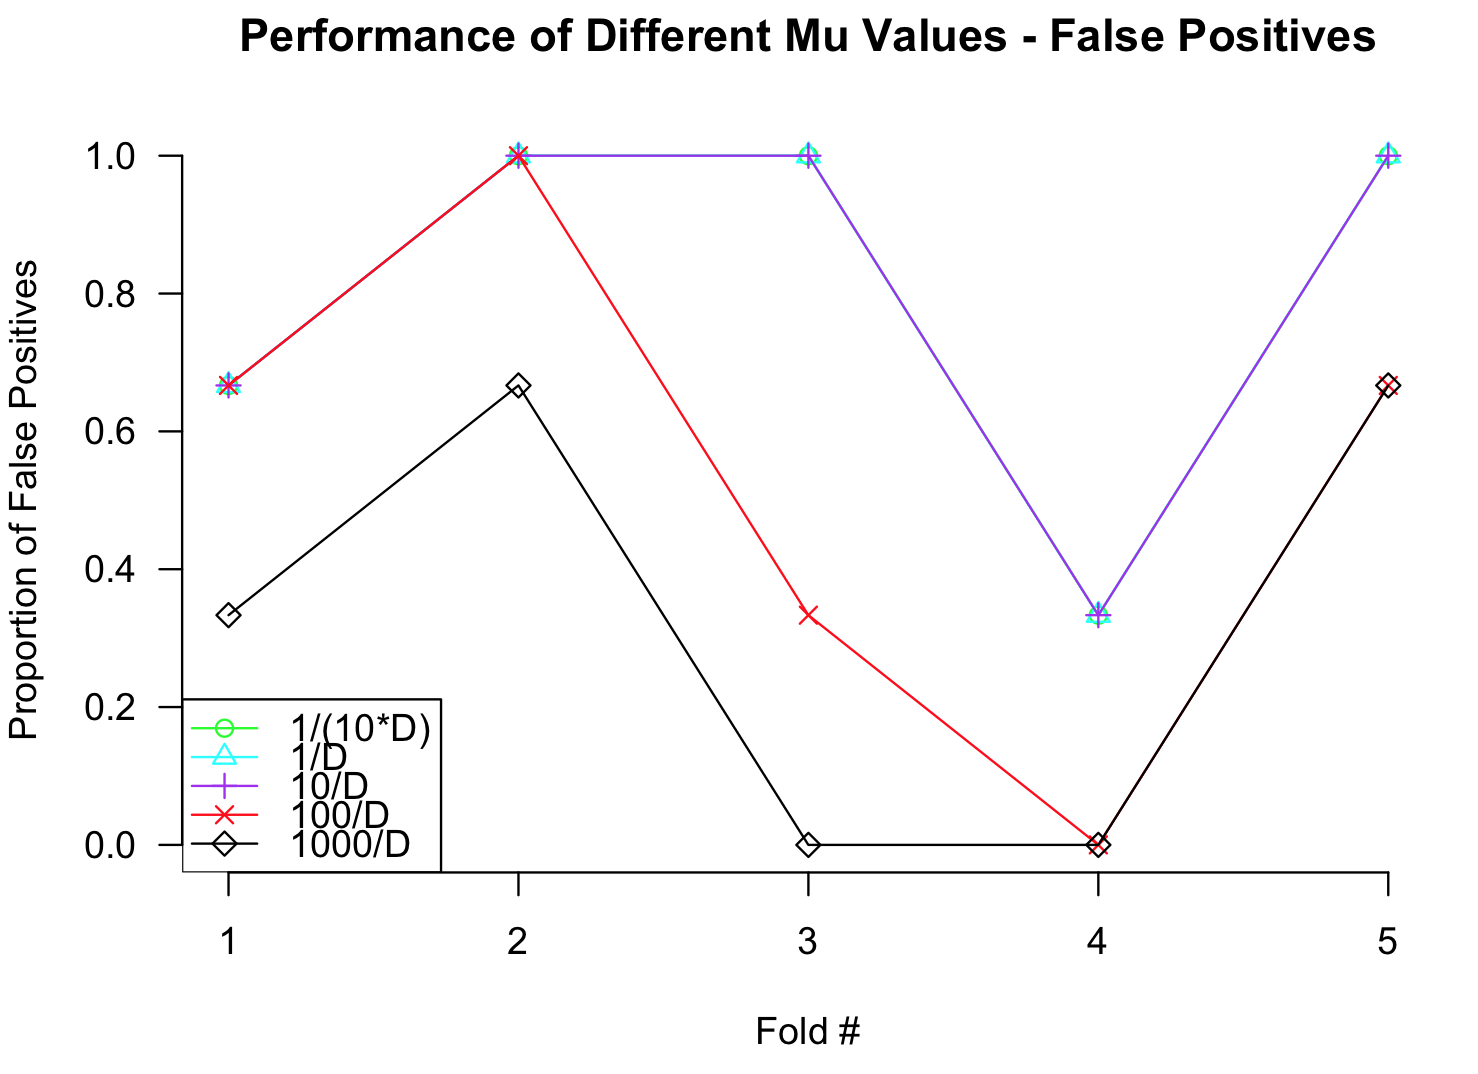 Performance of Different Mu Values - False Positives
Proportion of False Positives
1.0
0.8
0.6
0.4
0.2
0.0
1/(10*D)
1/D
10/D
100/D
1000/D
1 2 3 4 5
Fold #